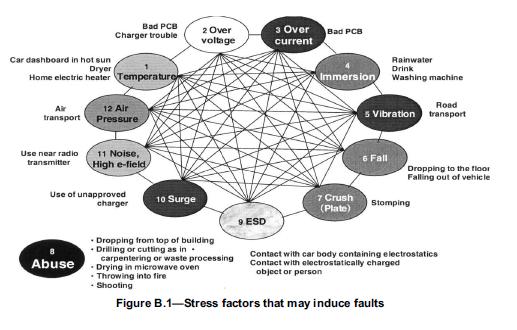 Bad PCB
Charger trouble
2 Over
voltage
3 Over
current
Bad PCB
Car dashboard in hot sun
Dryer
Home electric heater
1
Temperature
4
Immersion
Rainwater
Drink
Washing machine
Air
transport
12 Air
Pressure
5 Vibration
Road
transport
Use near radio
transmitter
11 Noise,
High e-field
6 Fall
Dropping to the floor
Falling out of vehicle
Use of unapproved
charger
10 Surge
9 ESD
7 Crush
(Plate)
Stomping
8
Abuse
• Dropping from top of building
• Drilling or cutting as in •
carpentering or waste processing
• Drying in microwave oven
• Throwing into fire
• Shooting
Contact with car body containing electrostatics
Contact with electrostatically charged
object or person
Figure B.1—Stress factors that may induce faults